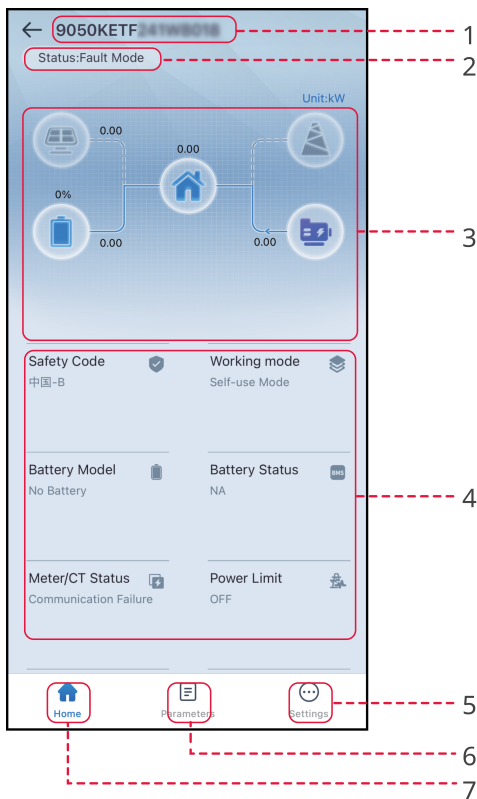 9050KETF
1
Status:Fault Mode
2
Unit:kW
0.00
0.00
0%
0.00
0.00
3
Safety Code
Working mode
中国-B
Self-use Mode
Battery Model
Battery Status
BMS
No Battery
NA
4
Meter/CT Status
Power Limit
Communication Failure
OFF
Home
Parameters
Settings
5
6
7